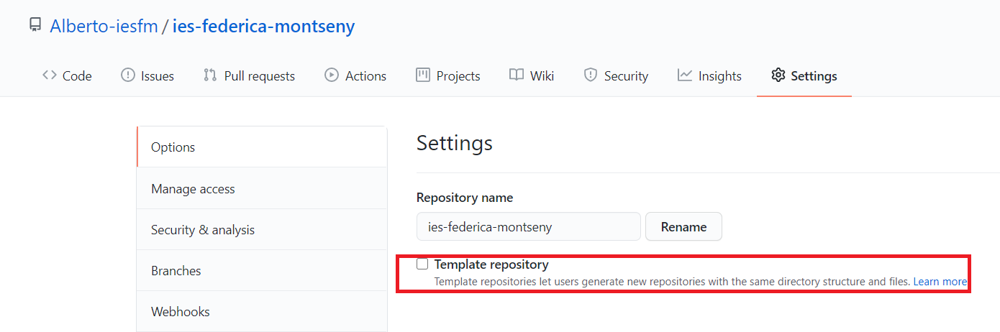 Alberto-iesfm / ies-federica-montseny
Code Issues Pull requests Actions Projects Wiki Security Insights Settings
Options
Manage access
Security & analysis
Branches
Webhooks
Settings
Repository name
ies-federica-montseny Rename
Template repository
Template repositories let users generate new repositories with the same directory structure and files. Learn more